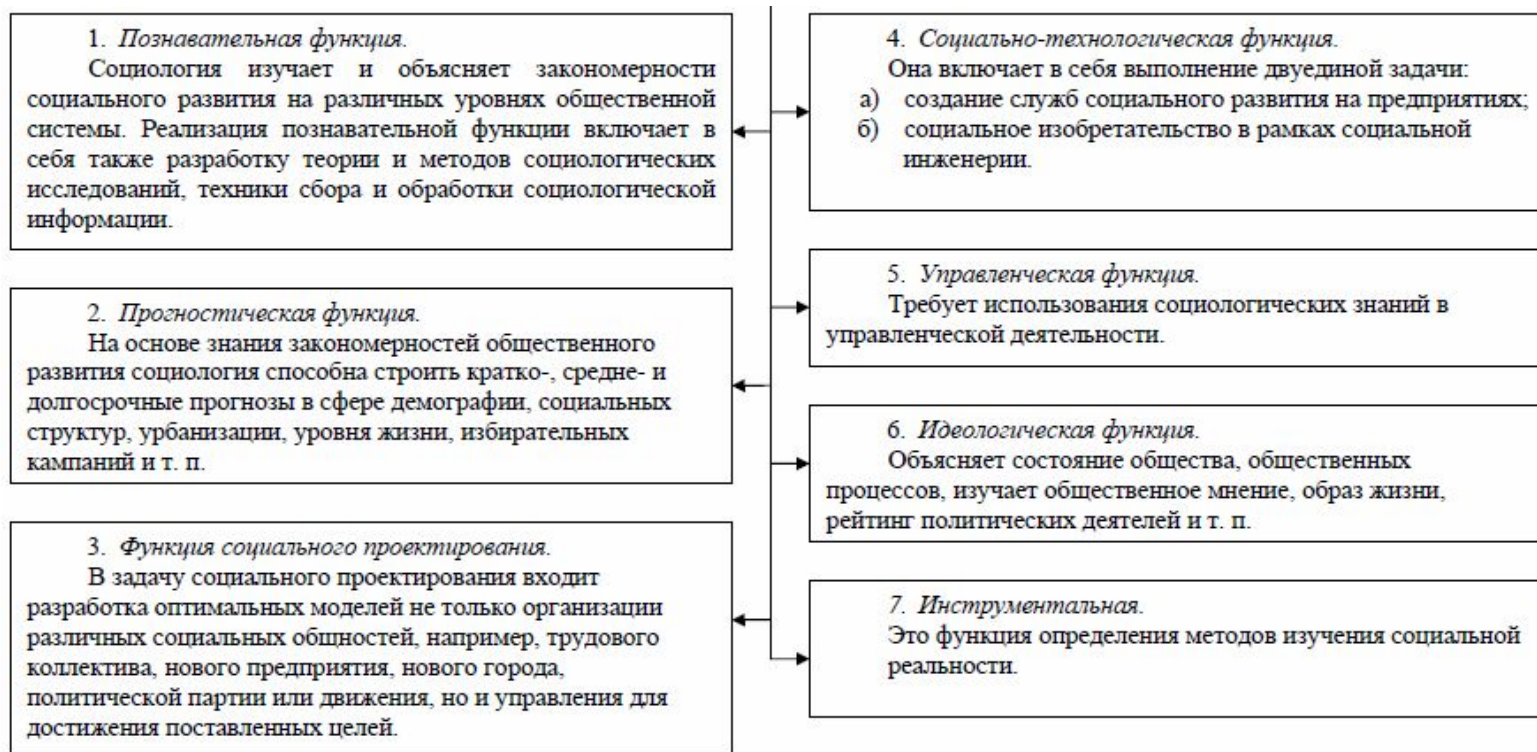 1. Познавательная функция.
Социология изучает и объясняет закономерности
социального развития на различных уровнях общественной
системы. Реализация познавательной функции включает в
себя также разработку теории и методов социологических
исследований, техники сбора и обработки социологической
информации.
2. Прогностическая функция.
На основе знания закономерностей общественного
развития социология способна строить кратко-, средне- и
долгосрочные прогнозы в сфере демографии, социальных
структур, урбанизации, уровня жизни, избирательных
кампаний и т. п.
3. Функция социального проектирования.
В задачу социального проектирования входит
разработка оптимальных моделей не только организации
различных социальных общностей, например, трудового
коллектива, нового предприятия, нового города,
политической партии или движения, но и управления для
достижения поставленных целей.
4. Социально-технологическая функция.
Она включает в себя выполнение двуединой задачи:
а) создание служб социального развития на предприятиях;
б) социальное изобретательство в рамках социальной
инженерии.
5. Управленческая функция.
Требует использования социологических знаний в
управленческой деятельности.
6. Идеологическая функция.
Объясняет состояние общества, общественных
процессов, изучает общественное мнение, образ жизни,
рейтинг политических деятелей и т. п.
7. Инструментальная.
Это функция определения методов изучения социальной
реальности.